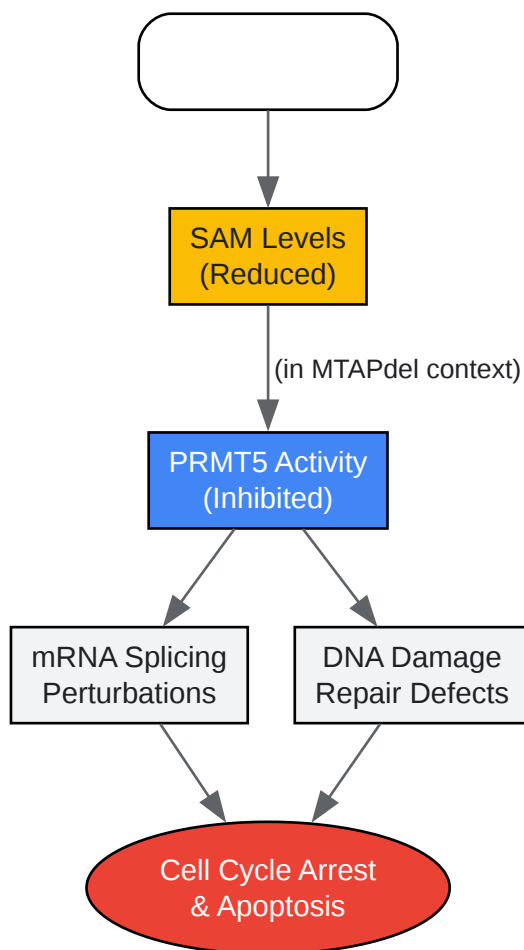 SAM Levels
(Reduced)
(in MTAPdel context)
PRMT5 Activity
(Inhibited)
mRNA Splicing
Perturbations
DNA Damage
Repair Defects
Cell Cycle Arrest
& Apoptosis